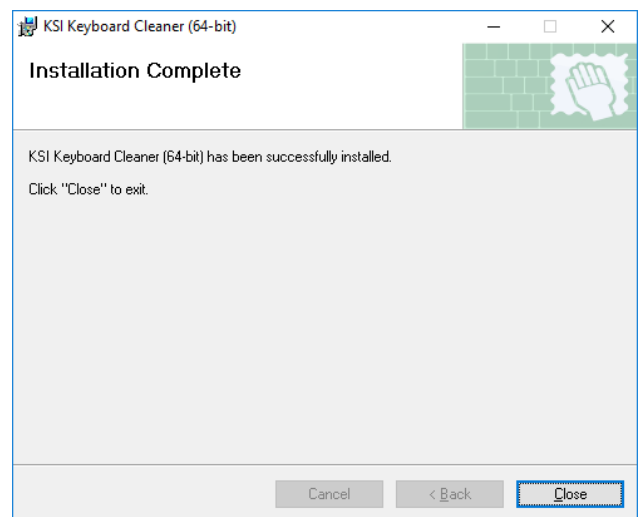 KSI Keyboard Cleaner (64-bit)
Installation Complete
KSI Keyboard Cleaner (64-bit) has been successfully installed.
Click "Close" to exit.
Cancel
< Back
Close